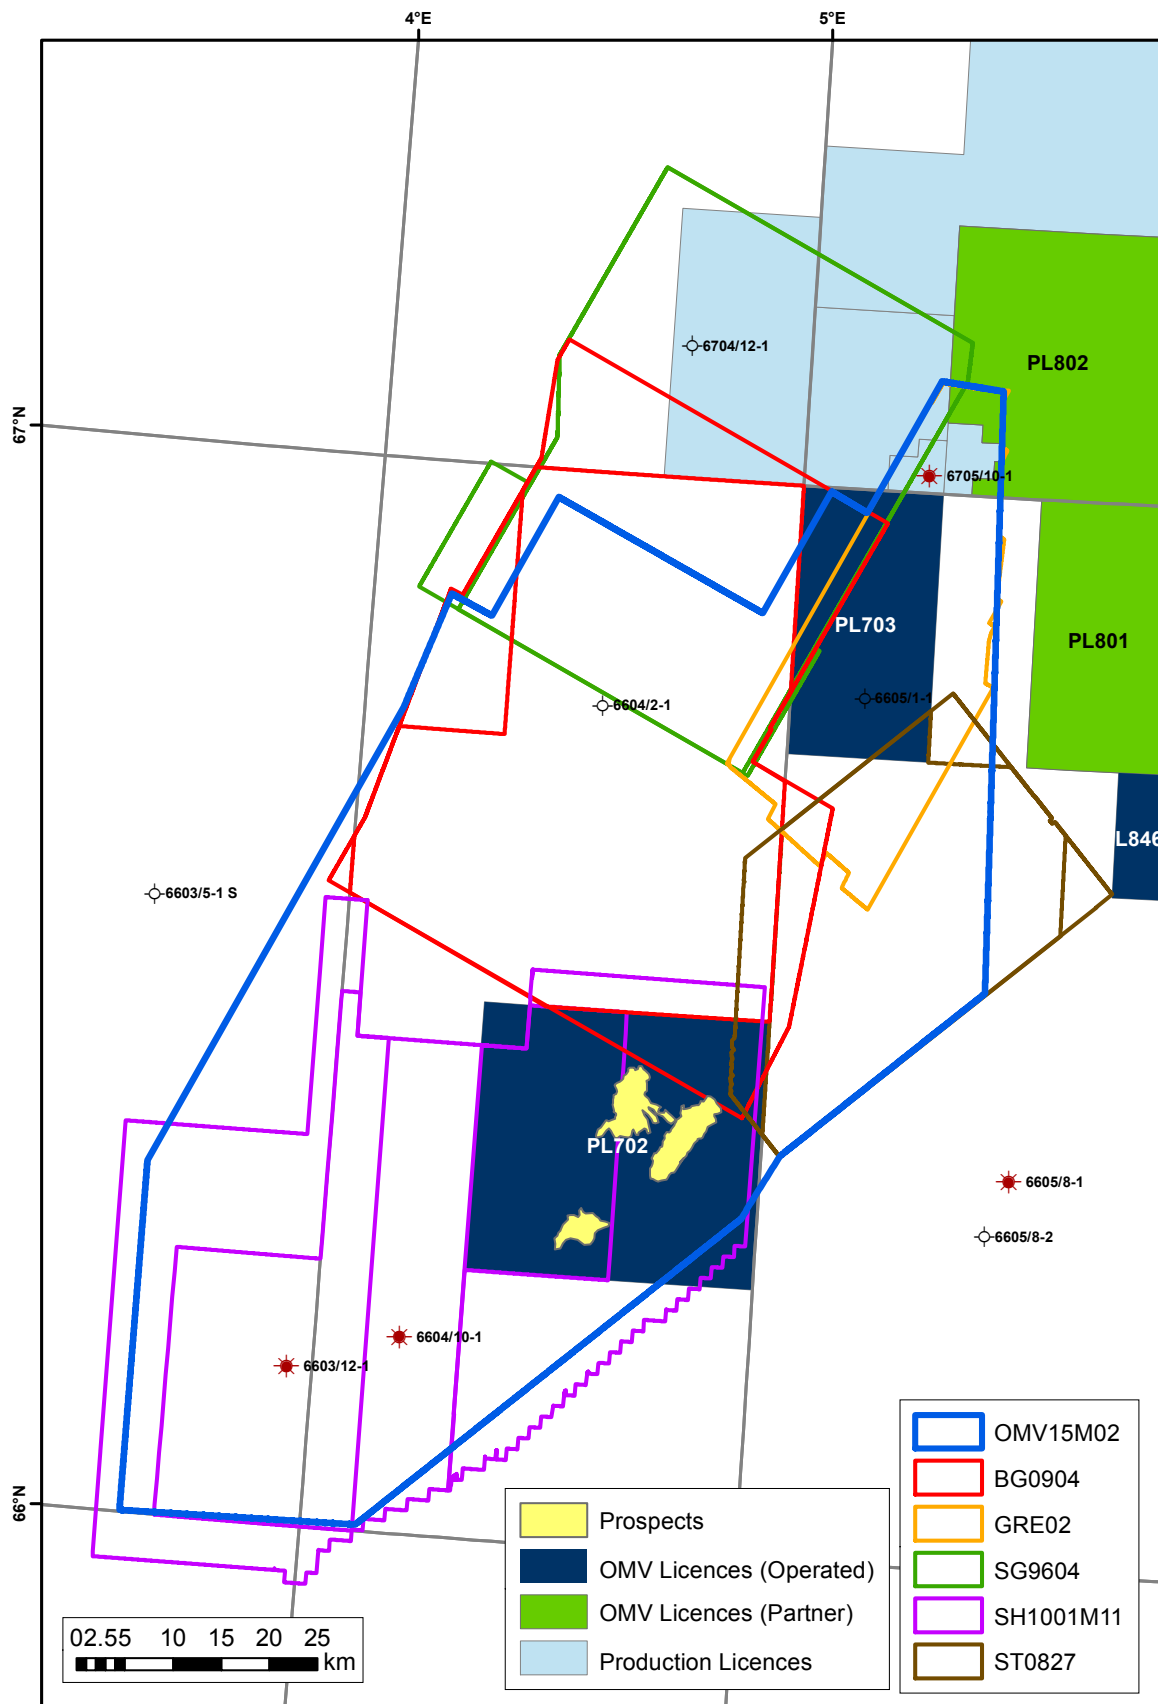 4°E
5°E
67°N
66°N
6704/12-1
PL802
6705/10-1
PL703
PL801
6605/1-1
6604/2-1
L846
6603/5-1 S
PL702
6605/8-1
6605/8-2
6604/10-1
6603/12-1
OMV15M02
BG0904
GRE02
SG9604
SH1001M11
ST0827
Prospects
OMV Licences (Operated)
OMV Licences (Partner)
Production Licences
02.55 10 15 20 25
km